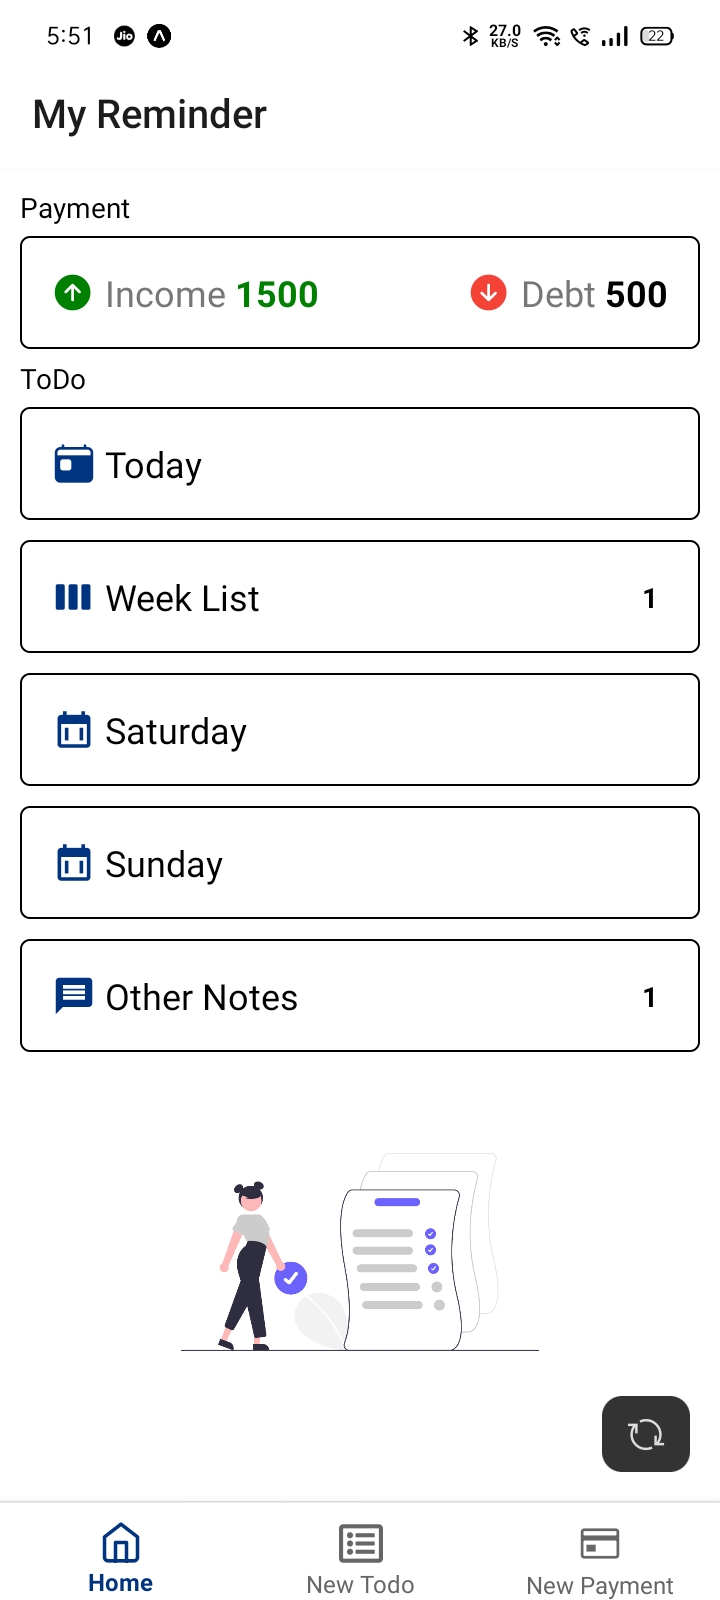 5:51 Jio 27.0 KB/S 22
My Reminder
Payment
Income 1500 Debt 500
ToDo
Today
Week List 1
Saturday
Sunday
Other Notes 1
Home New Todo New Payment